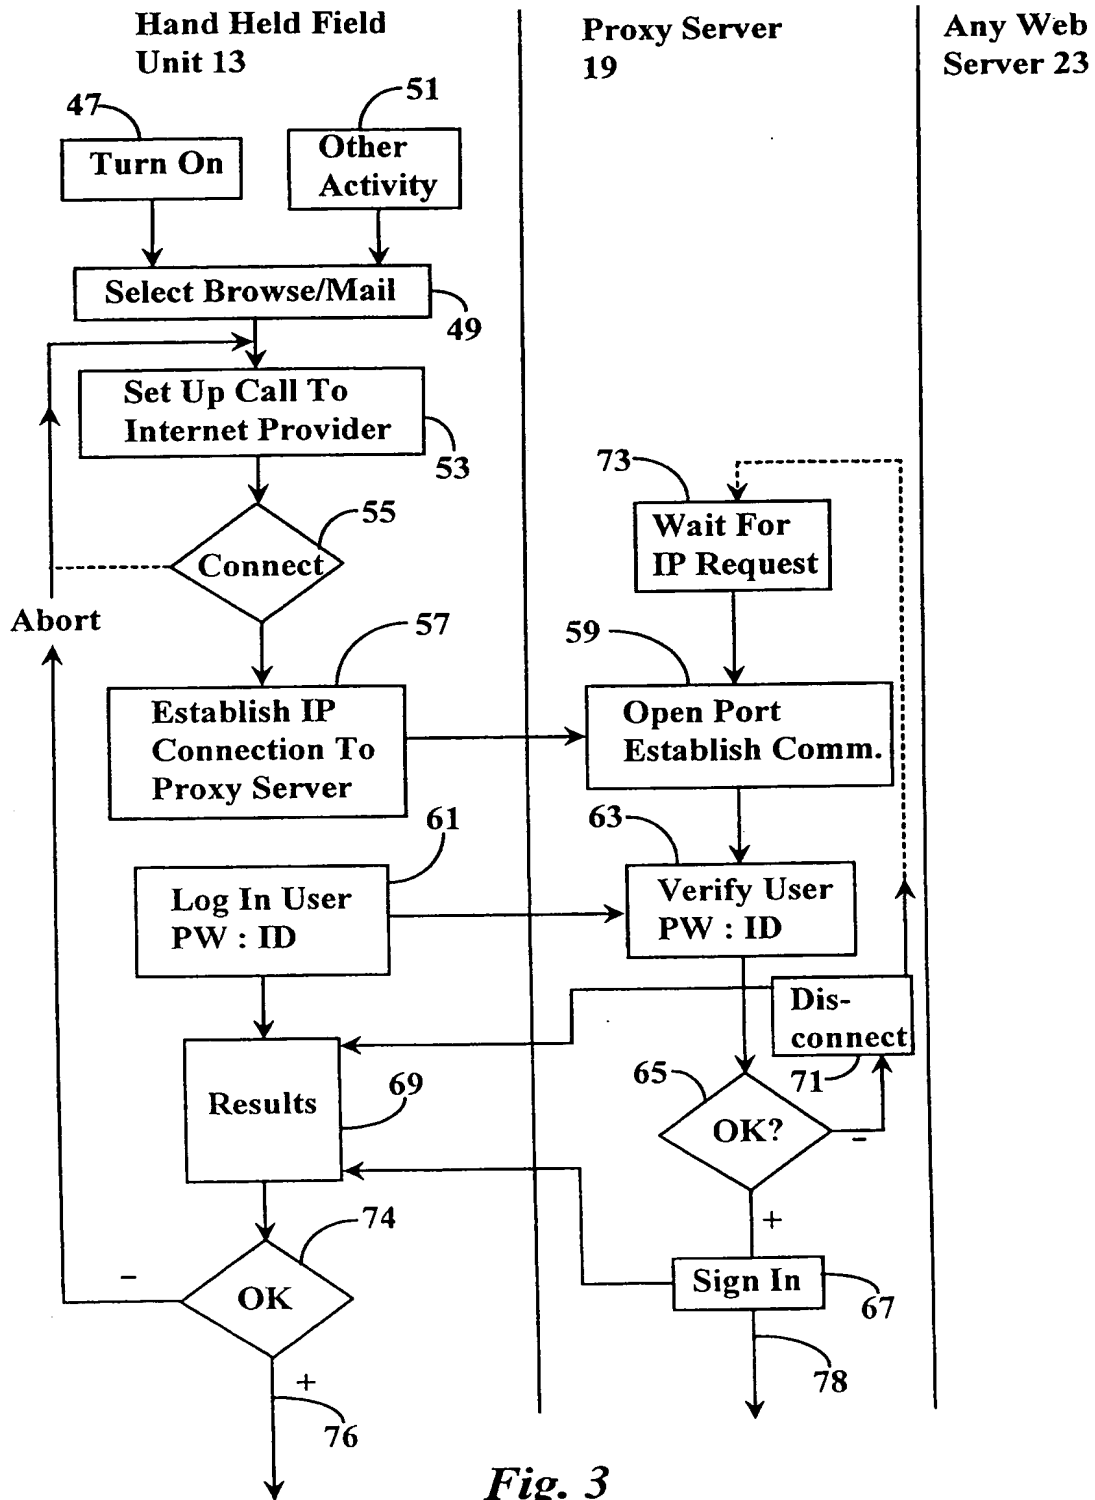 Hand Held Field
Unit 13
Proxy Server
19
Any Web
Server 23
47
51
Turn On
Other
Activity
Select Browse/Mail
49
Set Up Call To
Internet Provider
53
73
Wait For
IP Request
55
Connect
Abort
57
59
Establish IP
Connection To
Proxy Server
Open Port
Establish Comm.
61
63
Log In User
PW : ID
Verify User
PW : ID
Dis-
connect
71
Results
69
65
OK?
–
+
74
OK
–
Sign In
67
78
+
76
Fig. 3